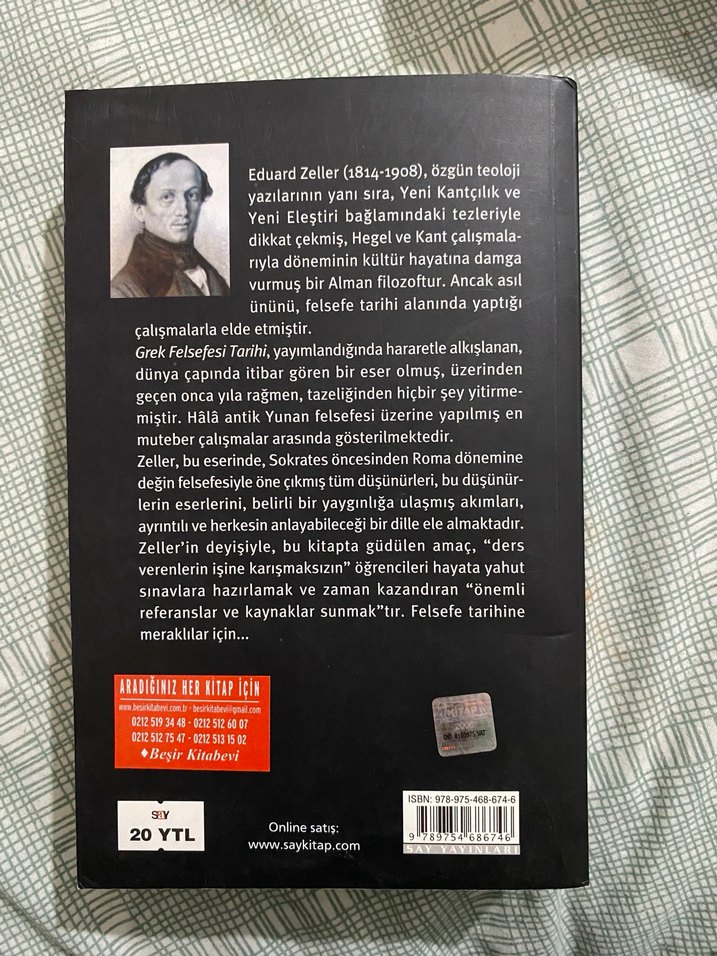 Eduard Zeller (1814-1908), özgün teoloji
yazılarının yanı sıra, Yeni Kantçılık ve
Yeni Eleştiri bağlamındaki tezleriyle
dikkat çekmiş, Hegel ve Kant çalışmala-
rıyla döneminin kültür hayatına damga
vurmuş bir Alman filozoftur. Ancak asıl
ününü, felsefe tarihi alanında yaptığı
çalışmalarla elde etmiştir.
Grek Felsefesi Tarihi, yayımlandığında hararetle alkışlanan,
dünya çapında itibar gören bir eser olmuş, üzerinden
geçen onca yıla rağmen, tazeliğinden hiçbir şey yitirme-
miştir. Hâlâ antik Yunan felsefesi üzerine yapılmış en
muteber çalışmalar arasında gösterilmektedir.
Zeller, bu eserinde, Sokrates öncesinden Roma dönemine
değin felsefesiyle öne çıkmış tüm düşünürleri, bu düşünür-
lerin eserlerini, belirli bir yaygınlığa ulaşmış akımları,
ayrıntılı ve herkesin anlayabileceği bir dille ele almaktadır.
Zeller’in deyişiyle, bu kitapta güdülen amaç, “ders
verenlerin işine karışmaksızın” öğrencileri hayata yahut
sınavlara hazırlamak ve zaman kazandıran “önemli
referanslar ve kaynaklar sunmak”tır. Felsefe tarihine
meraklılar için...
ARADIĞINIZ HER KİTAP İÇİN
www.besirkitabevi.com.tr - besirkitabevi@gmail.com
0212 519 34 48 - 0212 512 60 07
0212 512 75 47 - 0212 513 15 02
♦Beşir Kitabevi
KİTAP
SAY
20 YTL
Online satış:
www.saykitap.com
ISBN: 978-975-468-674-6
9 789754 686746
SAY YAYINLARI